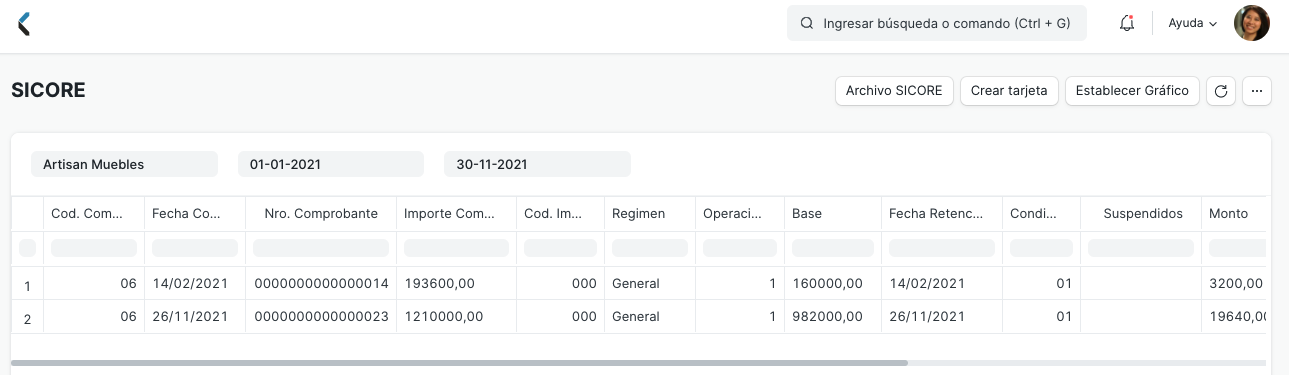 Ingresar búsqueda o comando (Ctrl + G)
Ayuda
SICORE
Archivo SICORE
Crear tarjeta
Establecer Gráfico
Artisan Muebles
01-01-2021
30-11-2021
Cod. Com... Fecha Co... Nro. Comprobante Importe Com... Cod. Im... Regimen Operaci... Base Fecha Retenc... Condi... Suspendidos Monto
1 06 14/02/2021 0000000000000014 193600,00 000 General 1 160000,00 14/02/2021 01 3200,00
2 06 26/11/2021 0000000000000023 1210000,00 000 General 1 982000,00 26/11/2021 01 19640,00